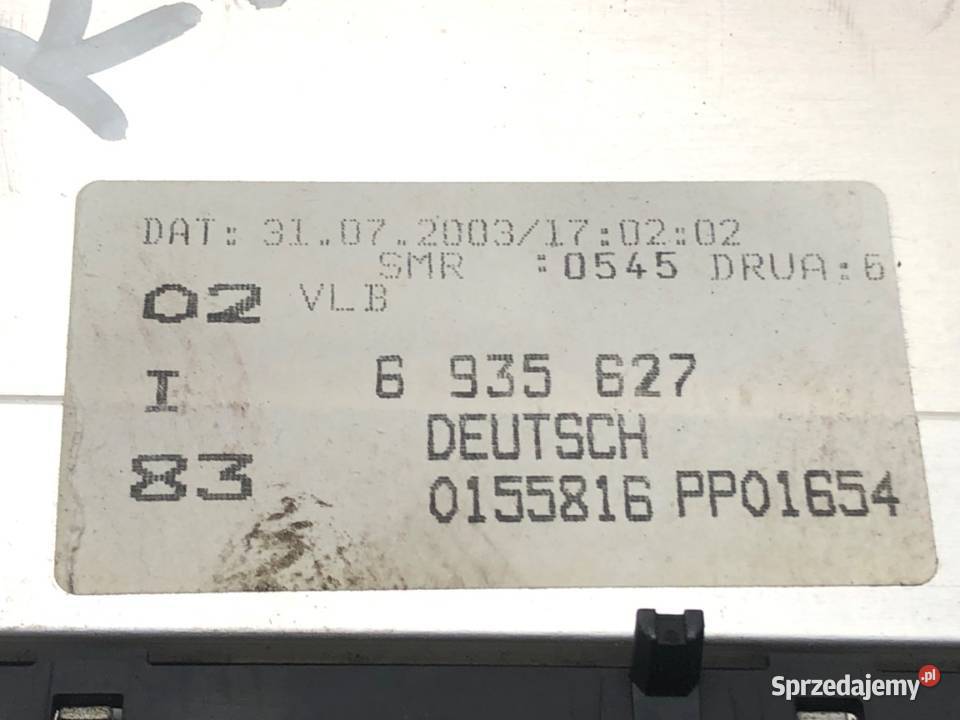 DAT: 31.07.2003/17:02:02
SMR :0545 DRUA:6
02 VLB
I 6 935 627
DEUTSCH
83 0155816 PP01654
Sprzedajemy.pl